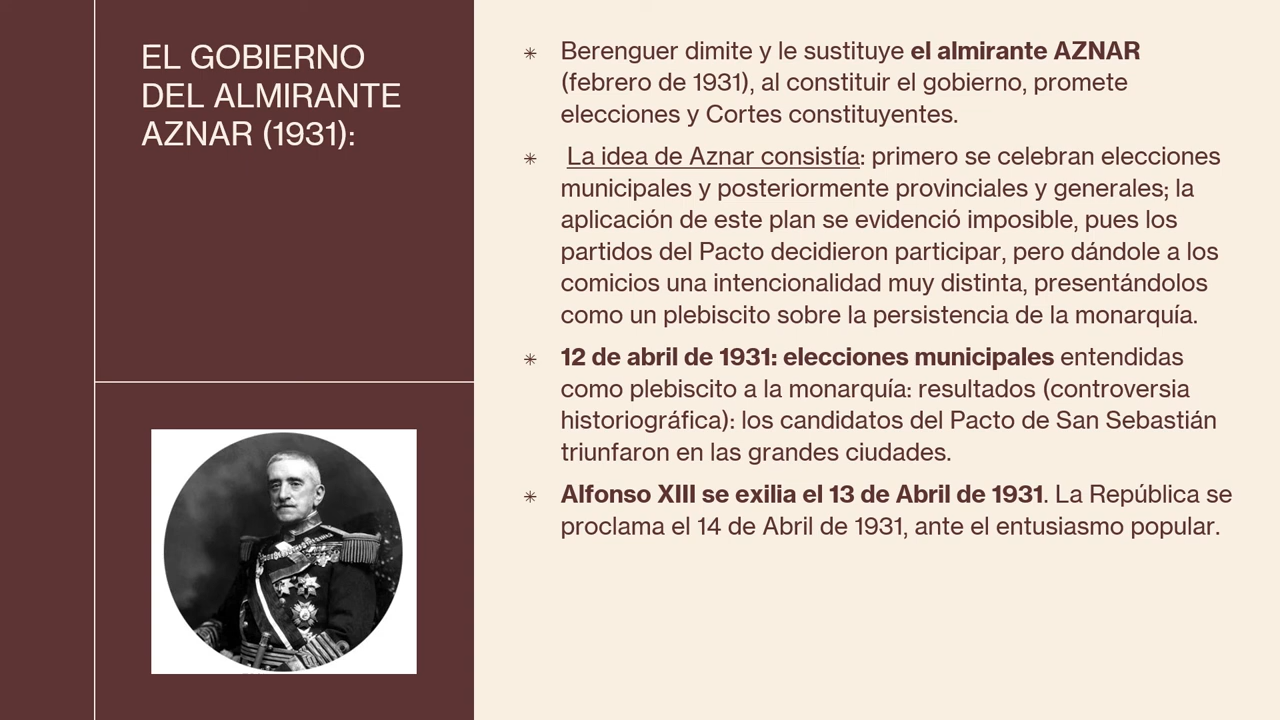 EL GOBIERNO
DEL ALMIRANTE
AZNAR (1931):
Berenguer dimite y le sustituye el almirante AZNAR
(febrero de 1931), al constituir el gobierno, promete
elecciones y Cortes constituyentes.
La idea de Aznar consistía: primero se celebran elecciones
municipales y posteriormente provinciales y generales; la
aplicación de este plan se evidenció imposible, pues los
partidos del Pacto decidieron participar, pero dándole a los
comicios una intencionalidad muy distinta, presentándolos
como un plebiscito sobre la persistencia de la monarquía.
12 de abril de 1931: elecciones municipales entendidas
como plebiscito a la monarquía: resultados (controversia
historiográfica): los candidatos del Pacto de San Sebastián
triunfaron en las grandes ciudades.
Alfonso XIII se exilia el 13 de Abril de 1931. La República se
proclama el 14 de Abril de 1931, ante el entusiasmo popular.